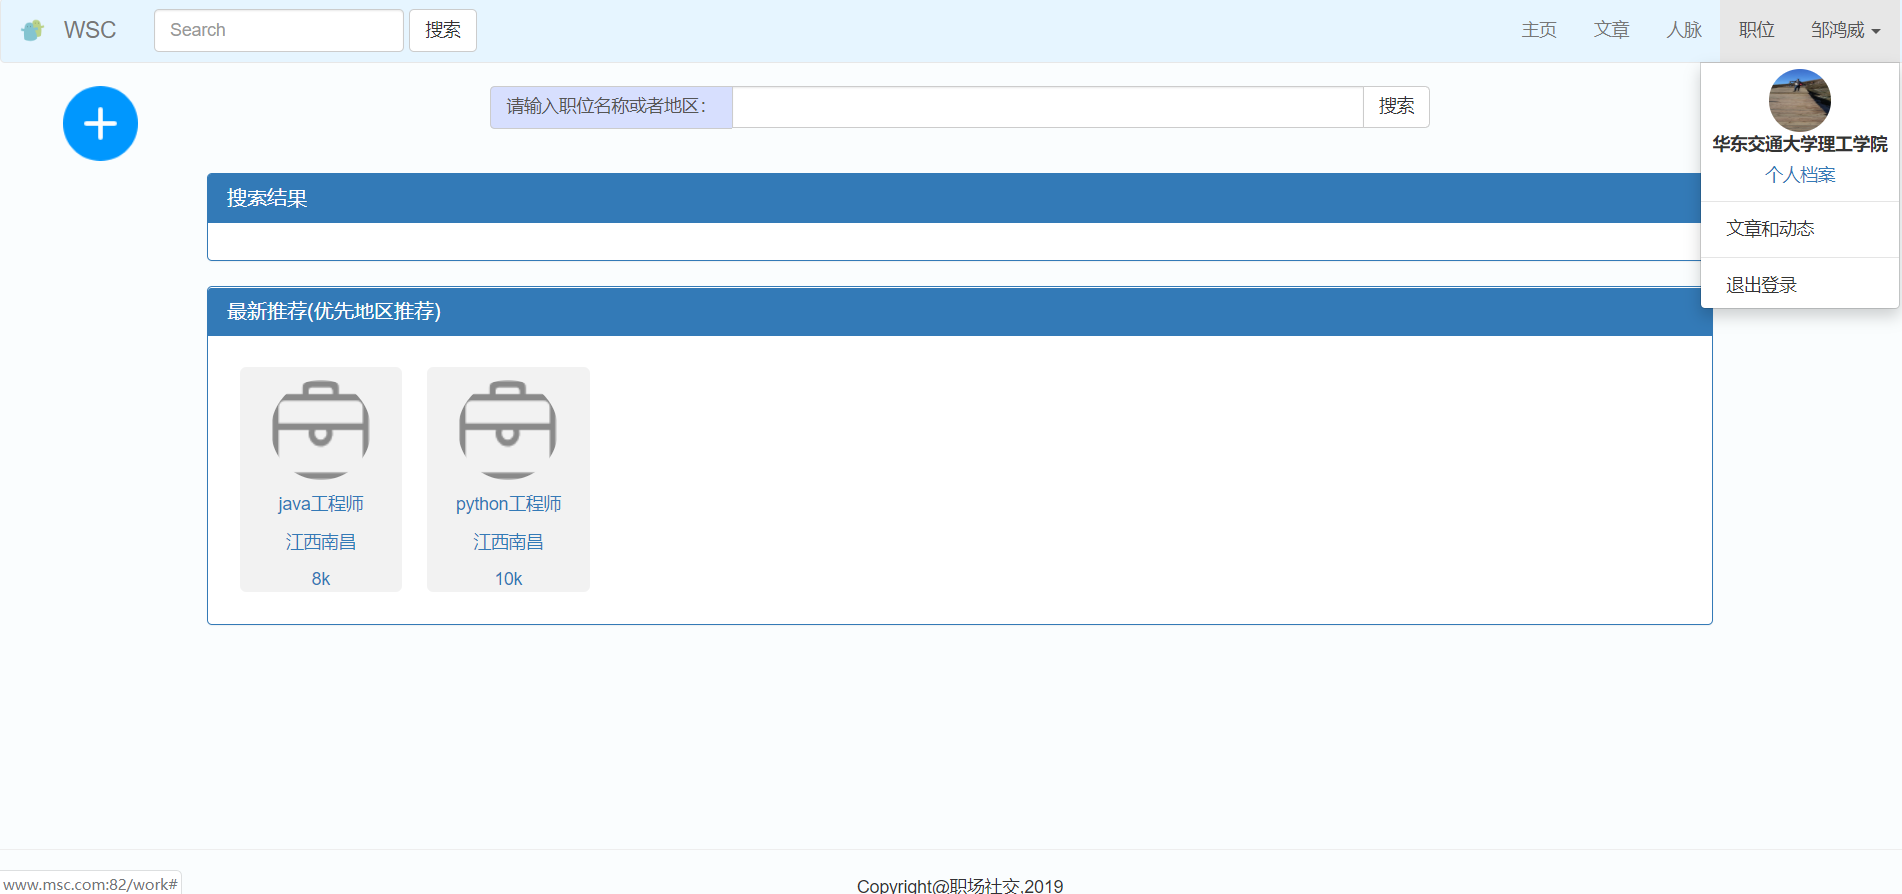 WSC
Search
搜索
主页
文章
人脉
职位
邹鸿威
请输入职位名称或者地区：
搜索
华东交通大学理工学院
个人档案
文章和动态
退出登录
搜索结果
最新推荐(优先地区推荐)
java工程师
江西南昌
8k
python工程师
江西南昌
10k
www.msc.com:82/work#
Copyright@职场社交,2019